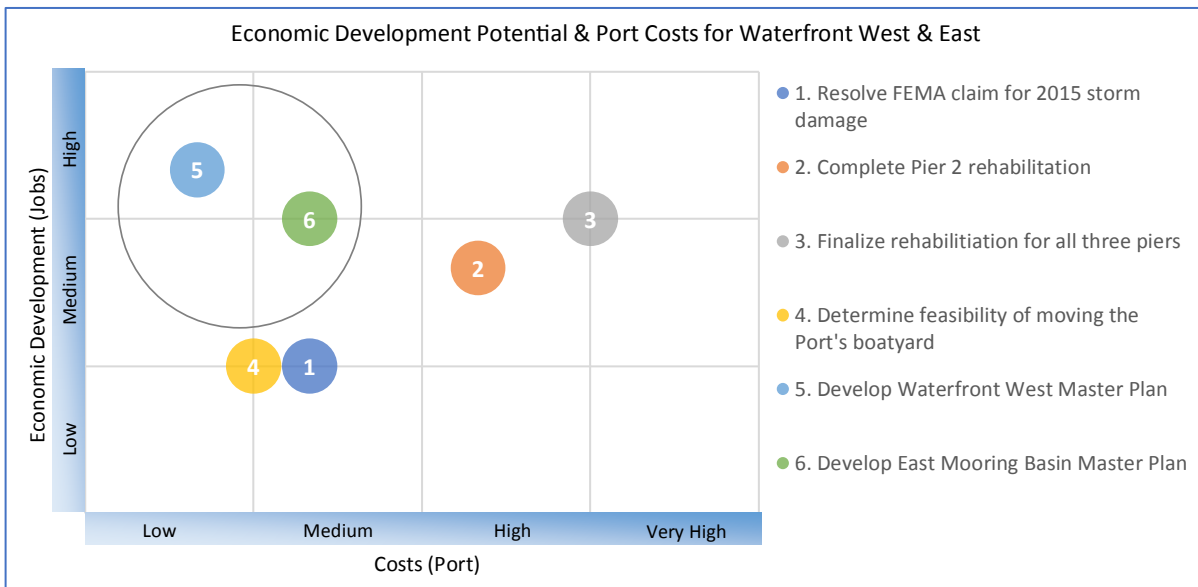 Economic Development Potential & Port Costs for Waterfront West & East
Economic Development (Jobs)
High
Medium
Low
5
6
3
2
4
1
Low
Medium
High
Very High
Costs (Port)
1. Resolve FEMA claim for 2015 storm
damage
2. Complete Pier 2 rehabilitation
3. Finalize rehabilitiation for all three piers
4. Determine feasibility of moving the
Port's boatyard
5. Develop Waterfront West Master Plan
6. Develop East Mooring Basin Master Plan